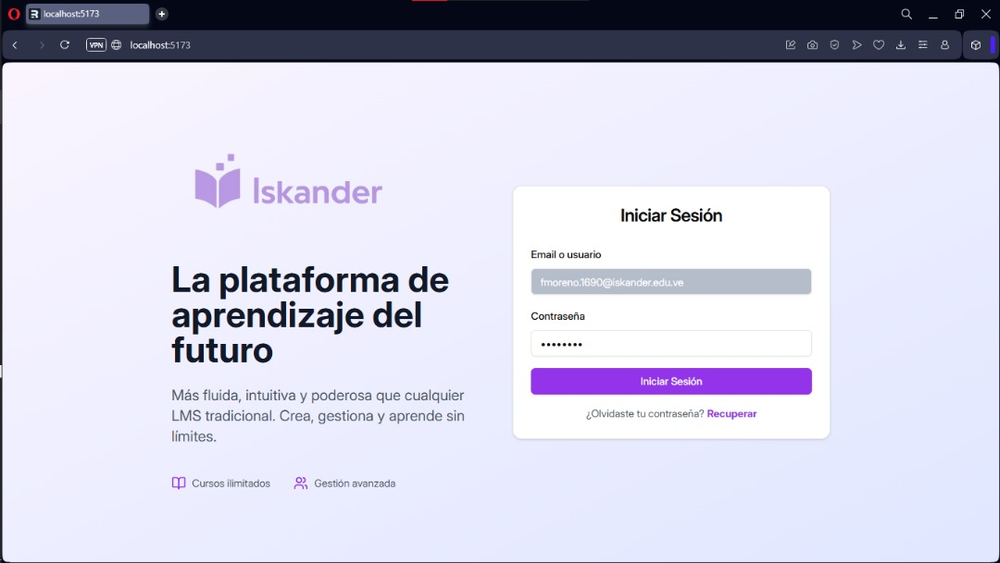 localhost:5173
VPN
localhost:5173
Iskander
La plataforma de
aprendizaje del
futuro
Más fluida, intuitiva y poderosa que cualquier
LMS tradicional. Crea, gestiona y aprende sin
límites.
Cursos ilimitados
Gestión avanzada
Iniciar Sesión
Email o usuario
fmoreno.1690@iskander.edu.ve
Contraseña
••••••••
Iniciar Sesión
¿Olvidaste tu contraseña? Recuperar